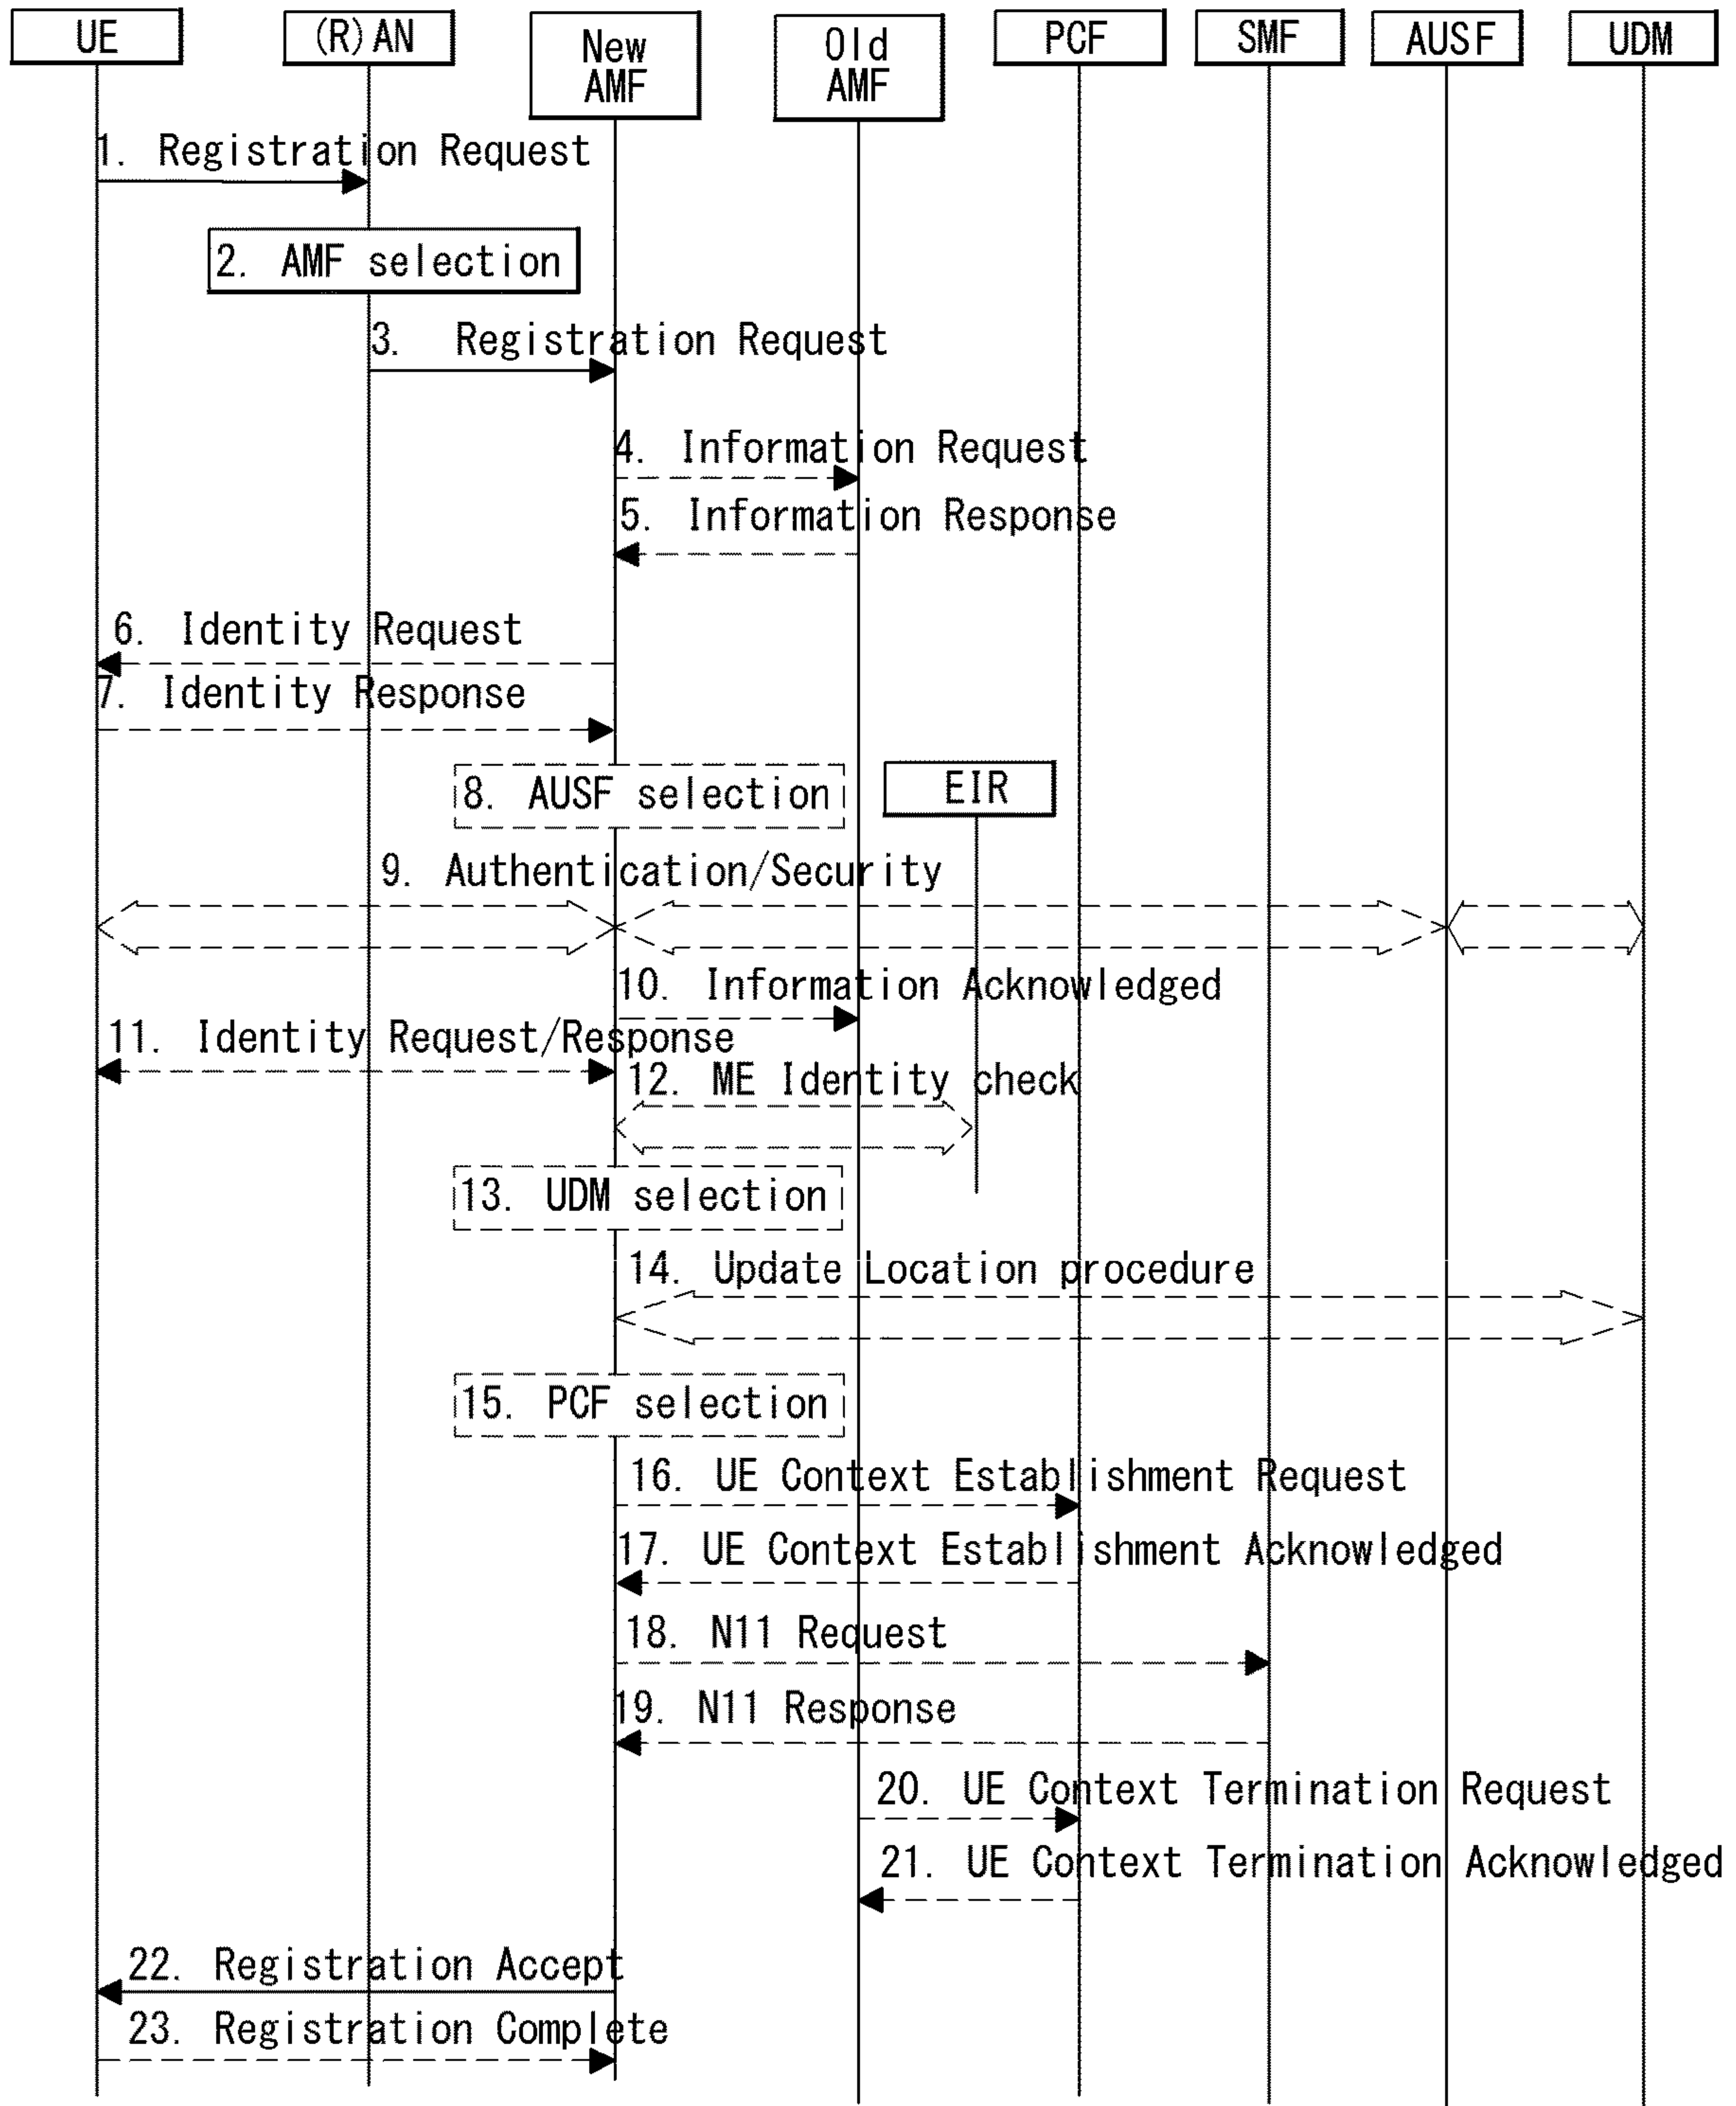 UE
(R)AN
New
AMF
Old
AMF
PCF
SMF
AUSF
UDM
1. Registration Request
2. AMF selection
3. Registration Request
4. Information Request
5. Information Response
6. Identity Request
7. Identity Response
8. AUSF selection
EIR
9. Authentication/Security
10. Information Acknowledged
11. Identity Request/Response
12. ME Identity check
13. UDM selection
14. Update Location procedure
15. PCF selection
16. UE Context Establishment Request
17. UE Context Establishment Acknowledged
18. N11 Request
19. N11 Response
20. UE Context Termination Request
21. UE Context Termination Acknowledged
22. Registration Accept
23. Registration Complete